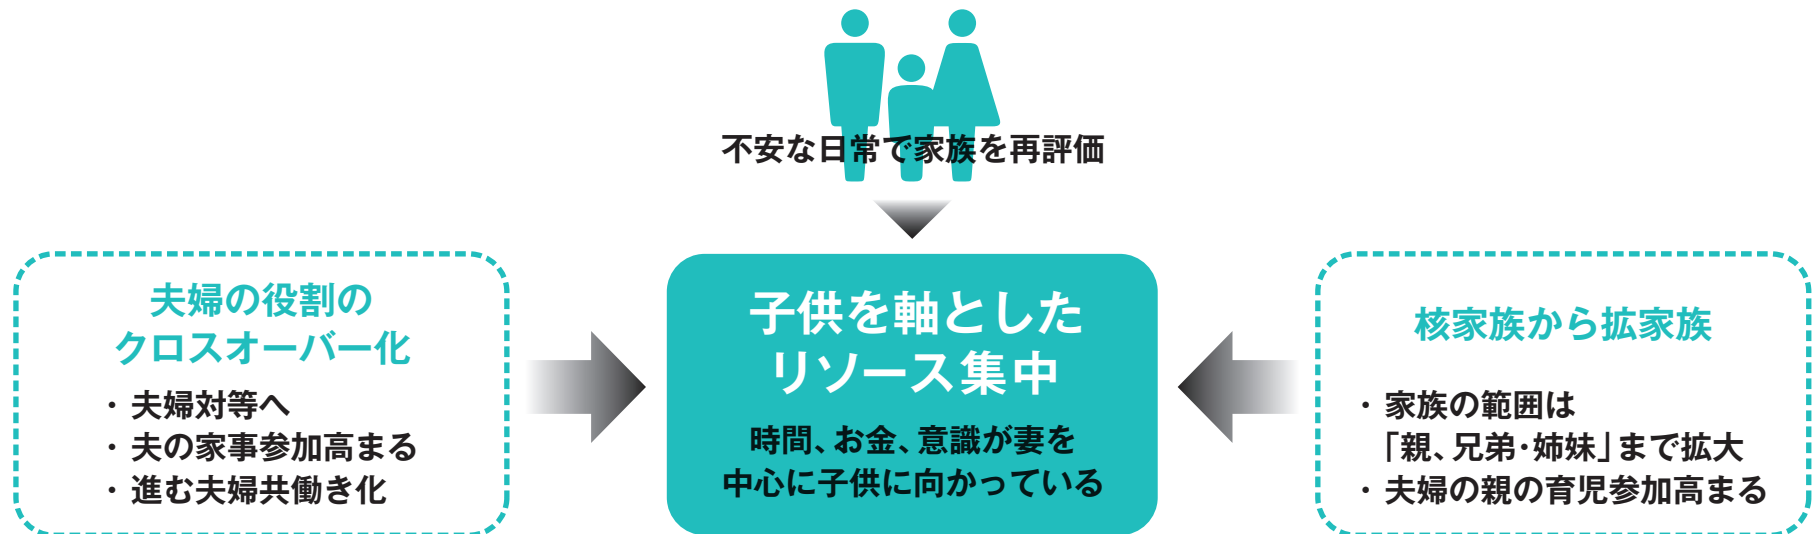 不安な日常で家族を再評価
夫婦の役割の
クロスオーバー化
・夫婦対等へ
・夫の家事参加高まる
・進む夫婦共働き化
子供を軸とした
リソース集中
時間、お金、意識が妻を
中心に子供に向かっている
核家族から拡家族
・家族の範囲は
「親、兄弟・姉妹」まで拡大
・夫婦の親の育児参加高まる